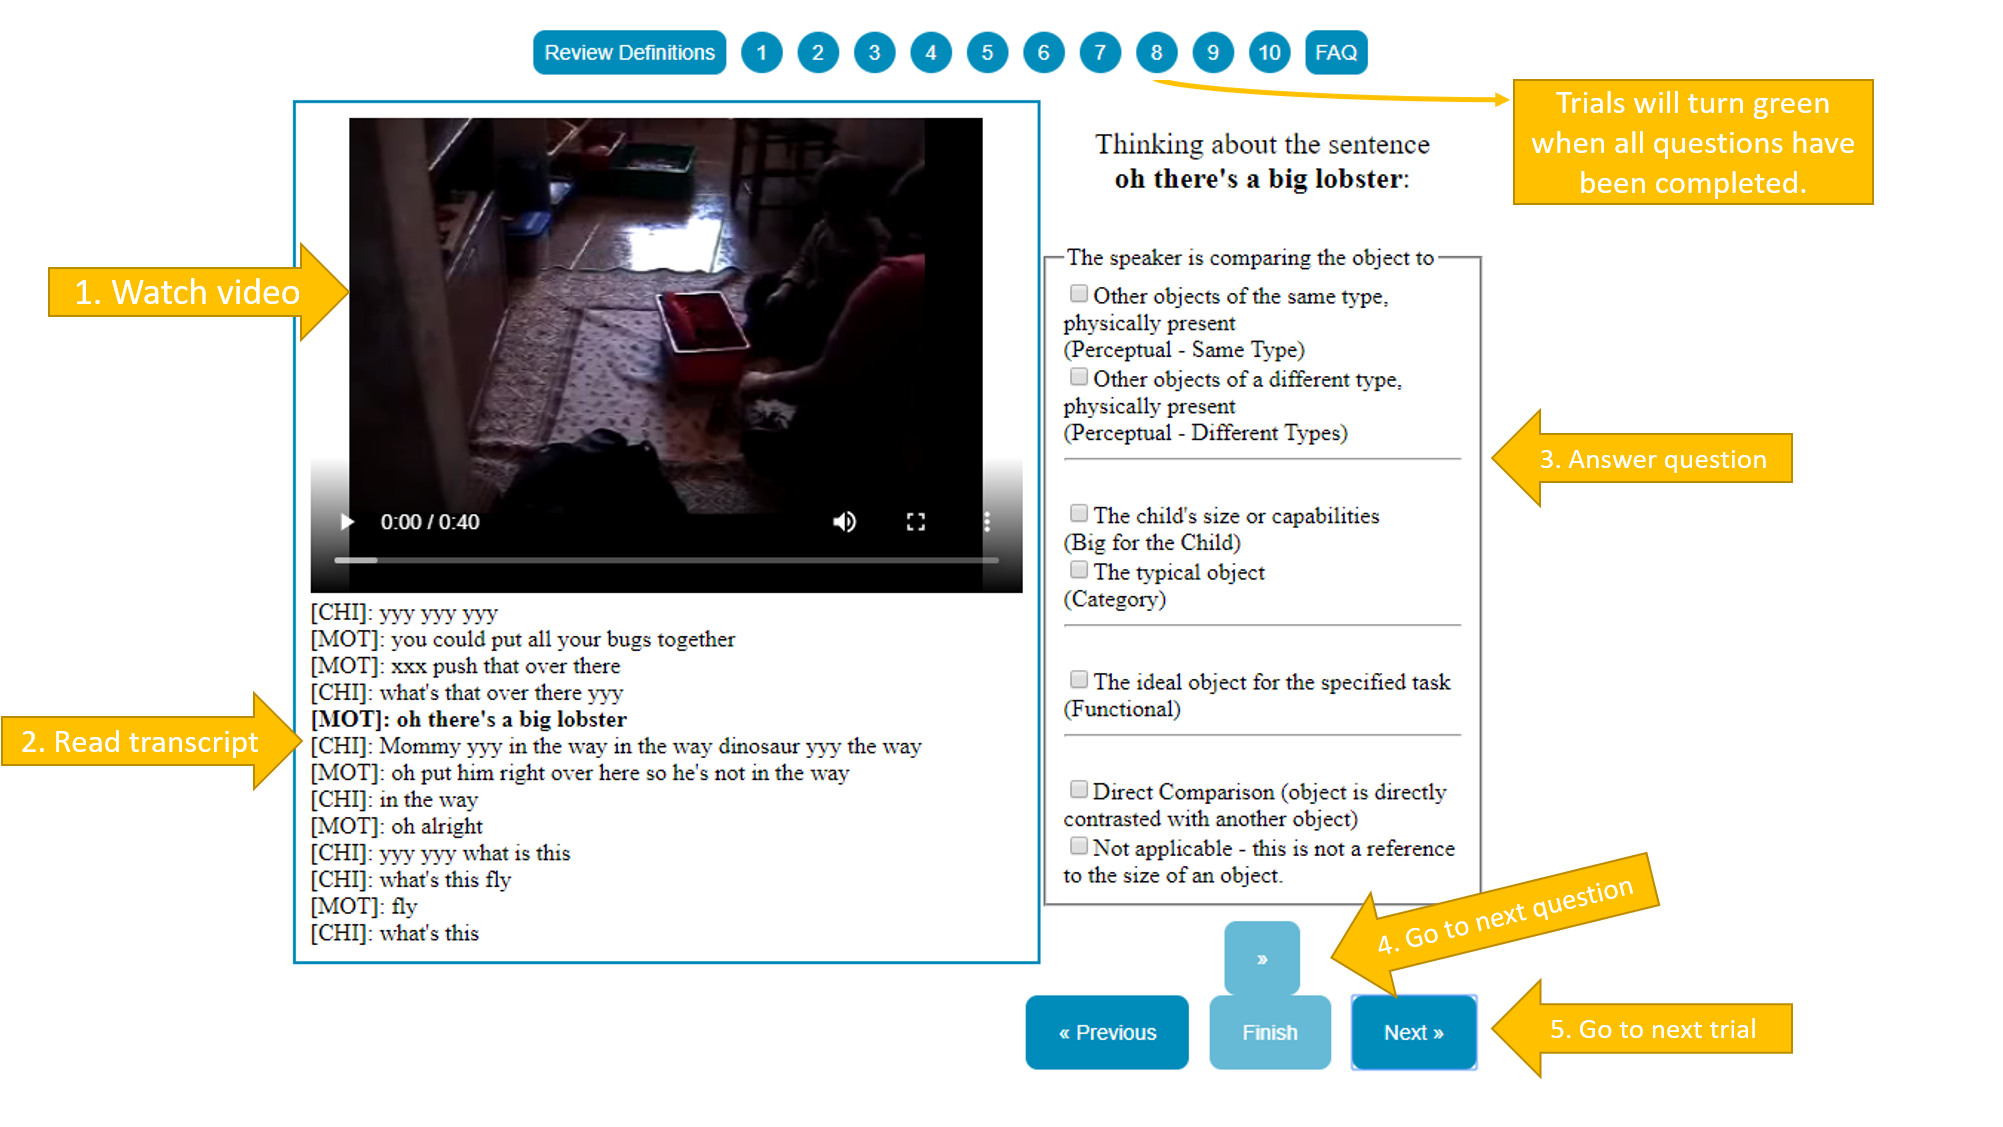 Review Definitions 1 2 3 4 5 6 7 8 9 10 FAQ
Trials will turn green
when all questions have
been completed.
Thinking about the sentence
oh there's a big lobster:
1. Watch video
0:00 / 0:40
2. Read transcript
[CHI]: yyy yyy yyy
[MOT]: you could put all your bugs together
[MOT]: xxx push that over there
[CHI]: what's that over there yyy
[MOT]: oh there's a big lobster
[CHI]: Mommy yyy in the way in the way dinosaur yyy the way
[MOT]: oh put him right over here so he's not in the way
[CHI]: in the way
[MOT]: oh alright
[CHI]: yyy yyy what is this
[CHI]: what's this fly
[MOT]: fly
[CHI]: what's this
The speaker is comparing the object to
Other objects of the same type,
physically present
(Perceptual - Same Type)
Other objects of a different type,
physically present
(Perceptual - Different Types)
The child's size or capabilities
(Big for the Child)
The typical object
(Category)
The ideal object for the specified task
(Functional)
Direct Comparison (object is directly
contrasted with another object)
Not applicable - this is not a reference
to the size of an object.
3. Answer question
»
4. Go to next question
« Previous
Finish
Next »
5. Go to next trial